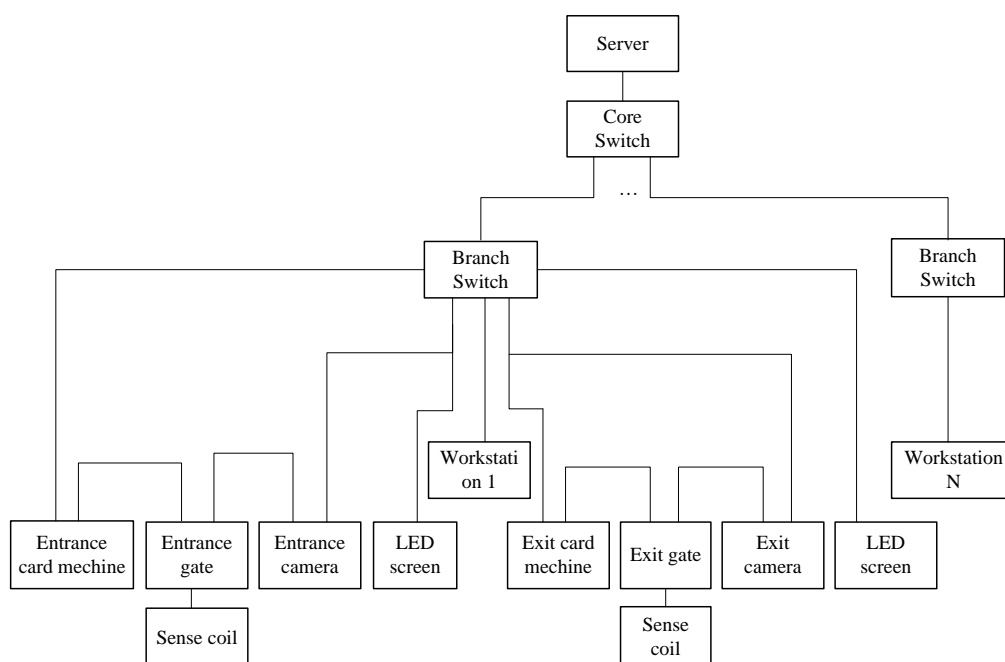 Server
Core
Switch
...
Branch
Switch
Branch
Switch
Workstati
on 1
Workstation
N
Entrance
card mechine
Entrance
gate
Entrance
camera
LED
screen
Exit card
mechine
Exit gate
Exit
camera
LED
screen
Sense coil
Sense
coil